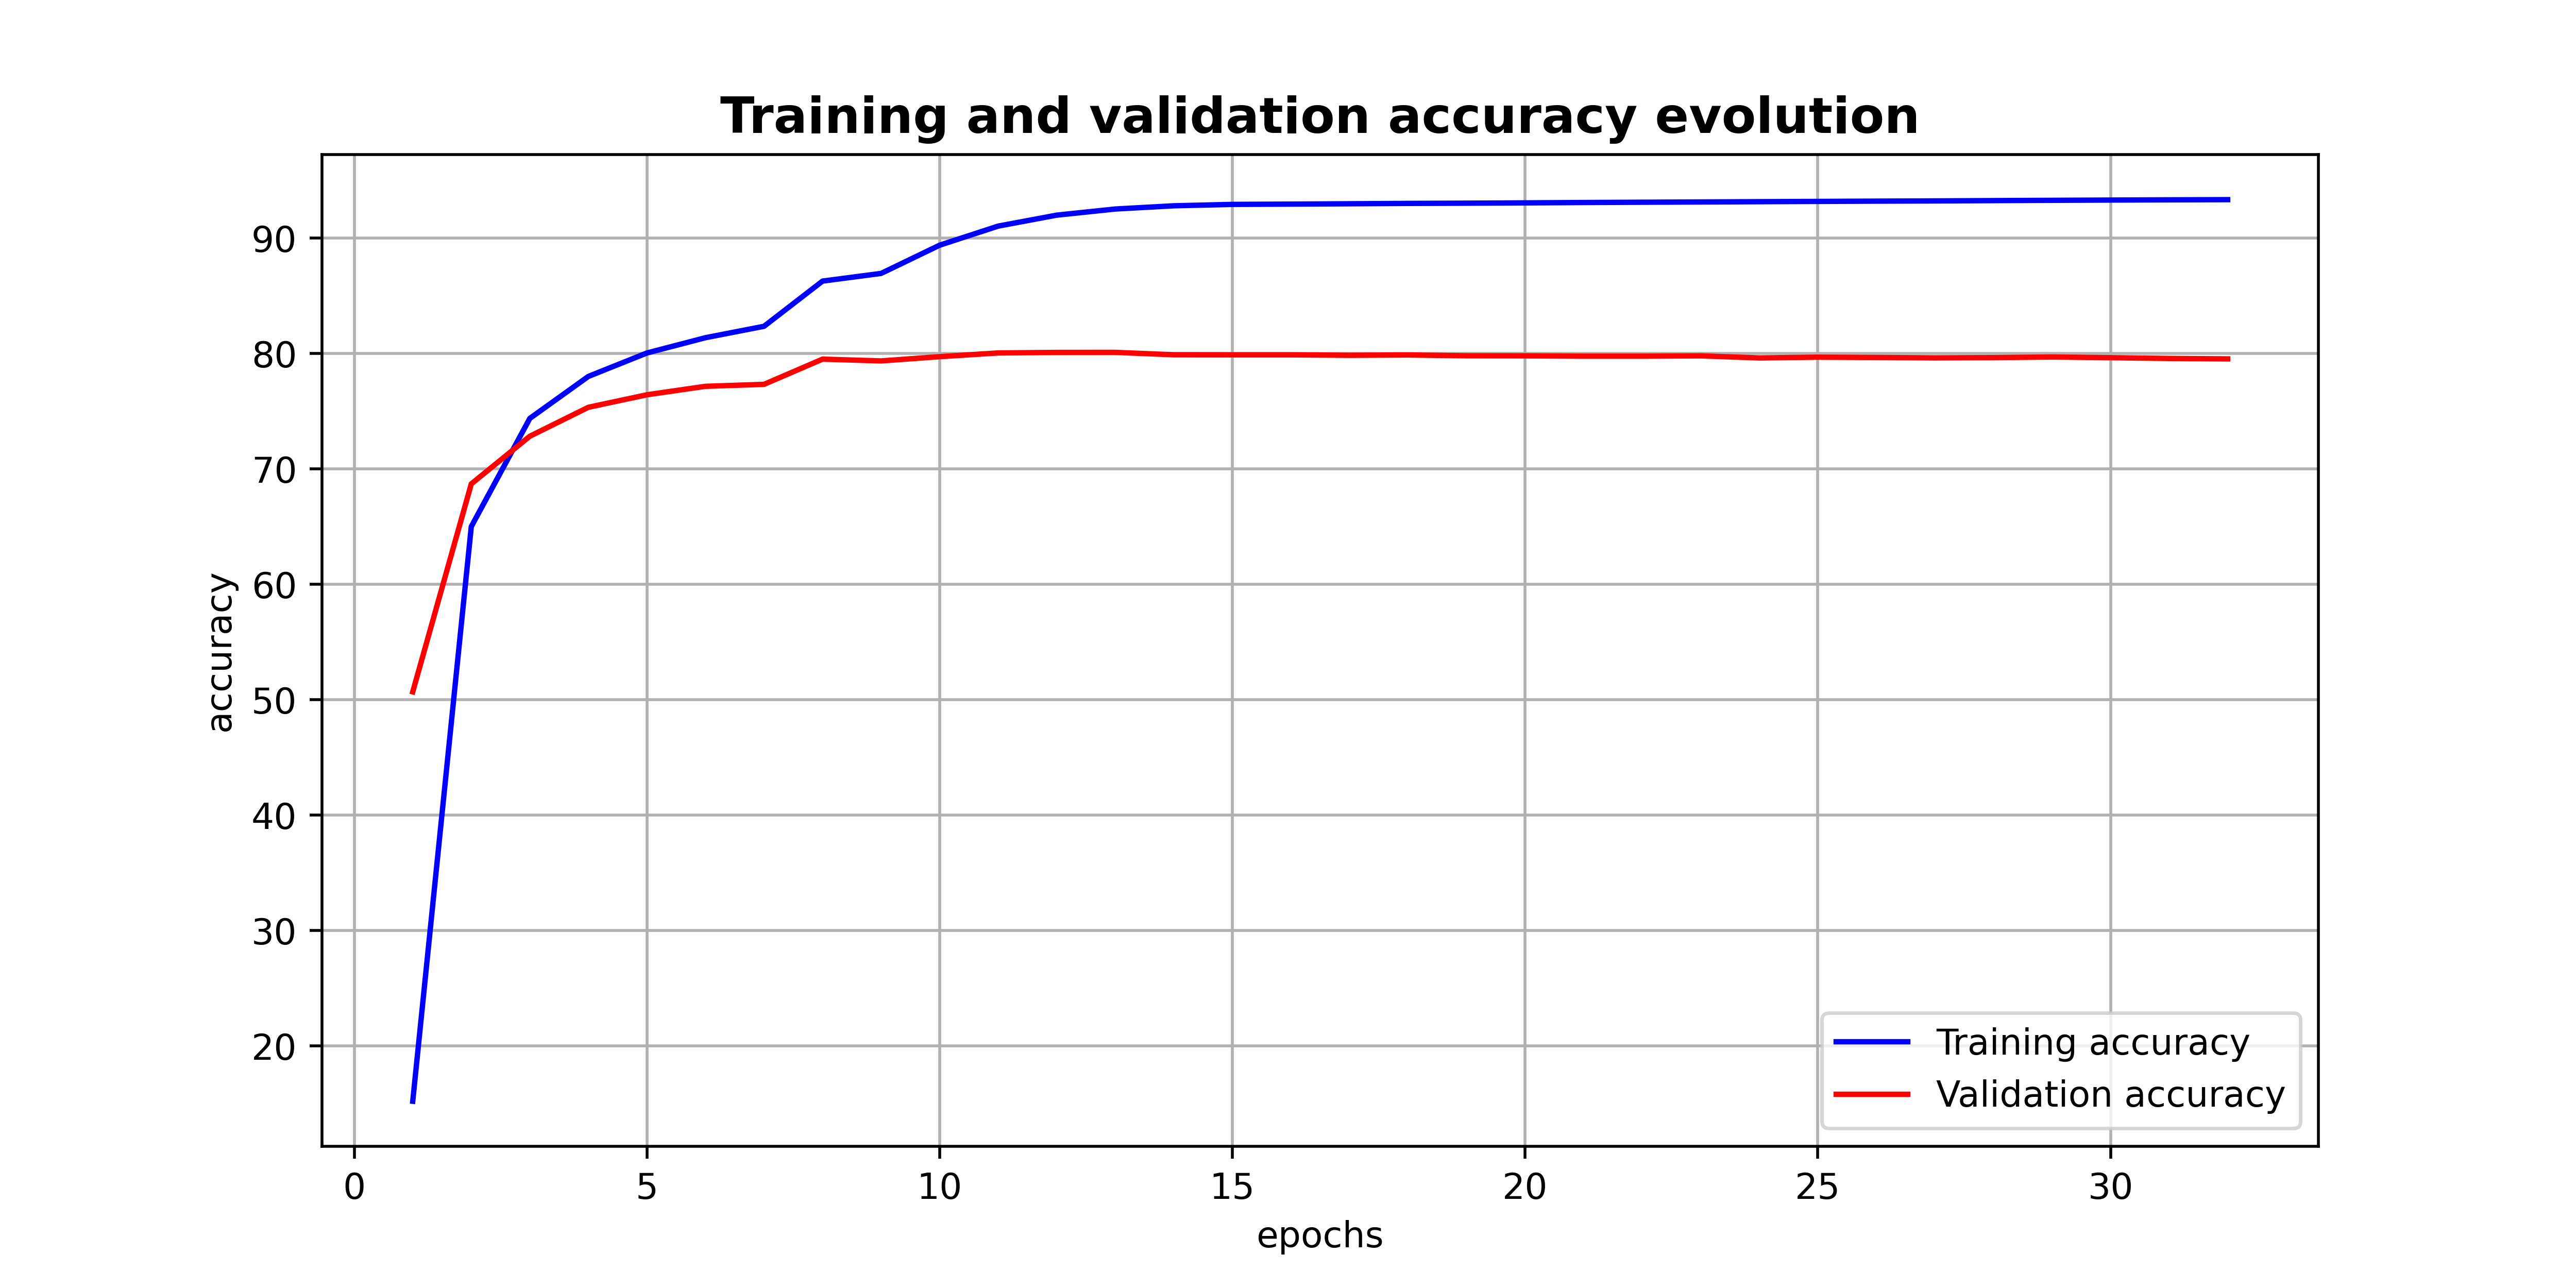 Training and validation accuracy evolution
90
80
70
60
50
40
30
20
accuracy
0 5 10 15 20 25 30
epochs
Training accuracy
Validation accuracy